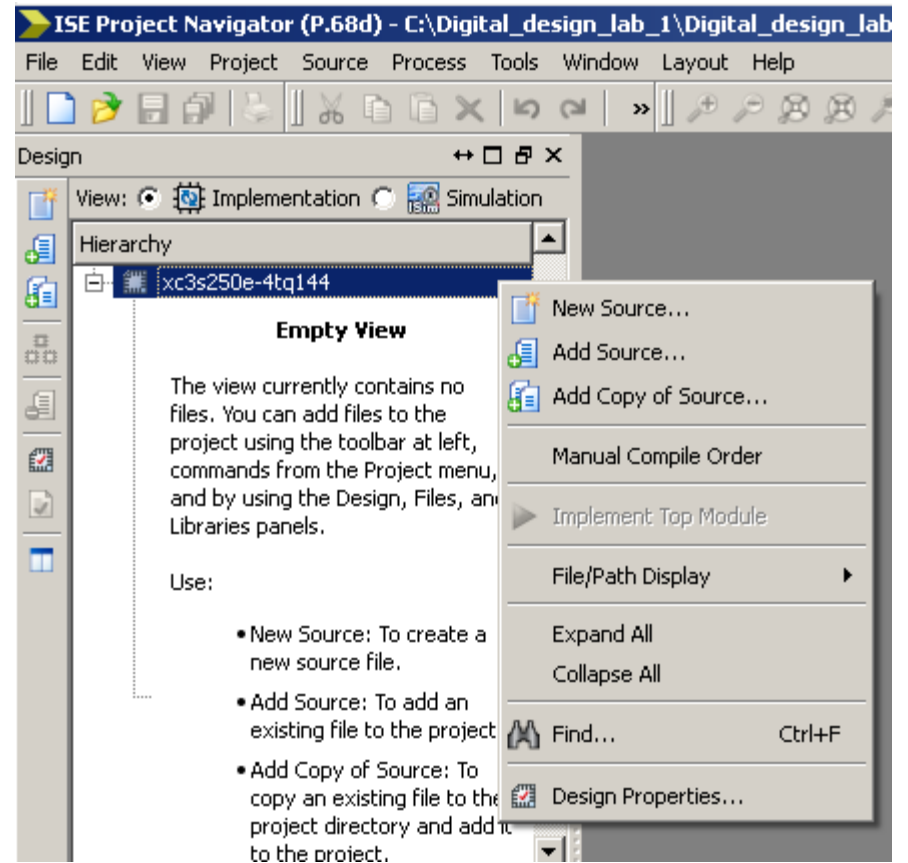 ISE Project Navigator (P.68d) - C:\Digital_design_lab_1\Digital_design_lab
File Edit View Project Source Process Tools Window Layout Help
»
Design
View: Implementation Simulation
Hierarchy
xc3s250e-4tq144
Empty View
The view currently contains no
files. You can add files to the
project using the toolbar at left,
commands from the Project menu,
and by using the Design, Files, an
Libraries panels.
Use:
• New Source: To create a
new source file.
• Add Source: To add an
existing file to the project
• Add Copy of Source: To
copy an existing file to the
project directory and add it
to the project.
New Source...
Add Source...
Add Copy of Source...
Manual Compile Order
Implement Top Module
File/Path Display
Expand All
Collapse All
Find... Ctrl+F
Design Properties...